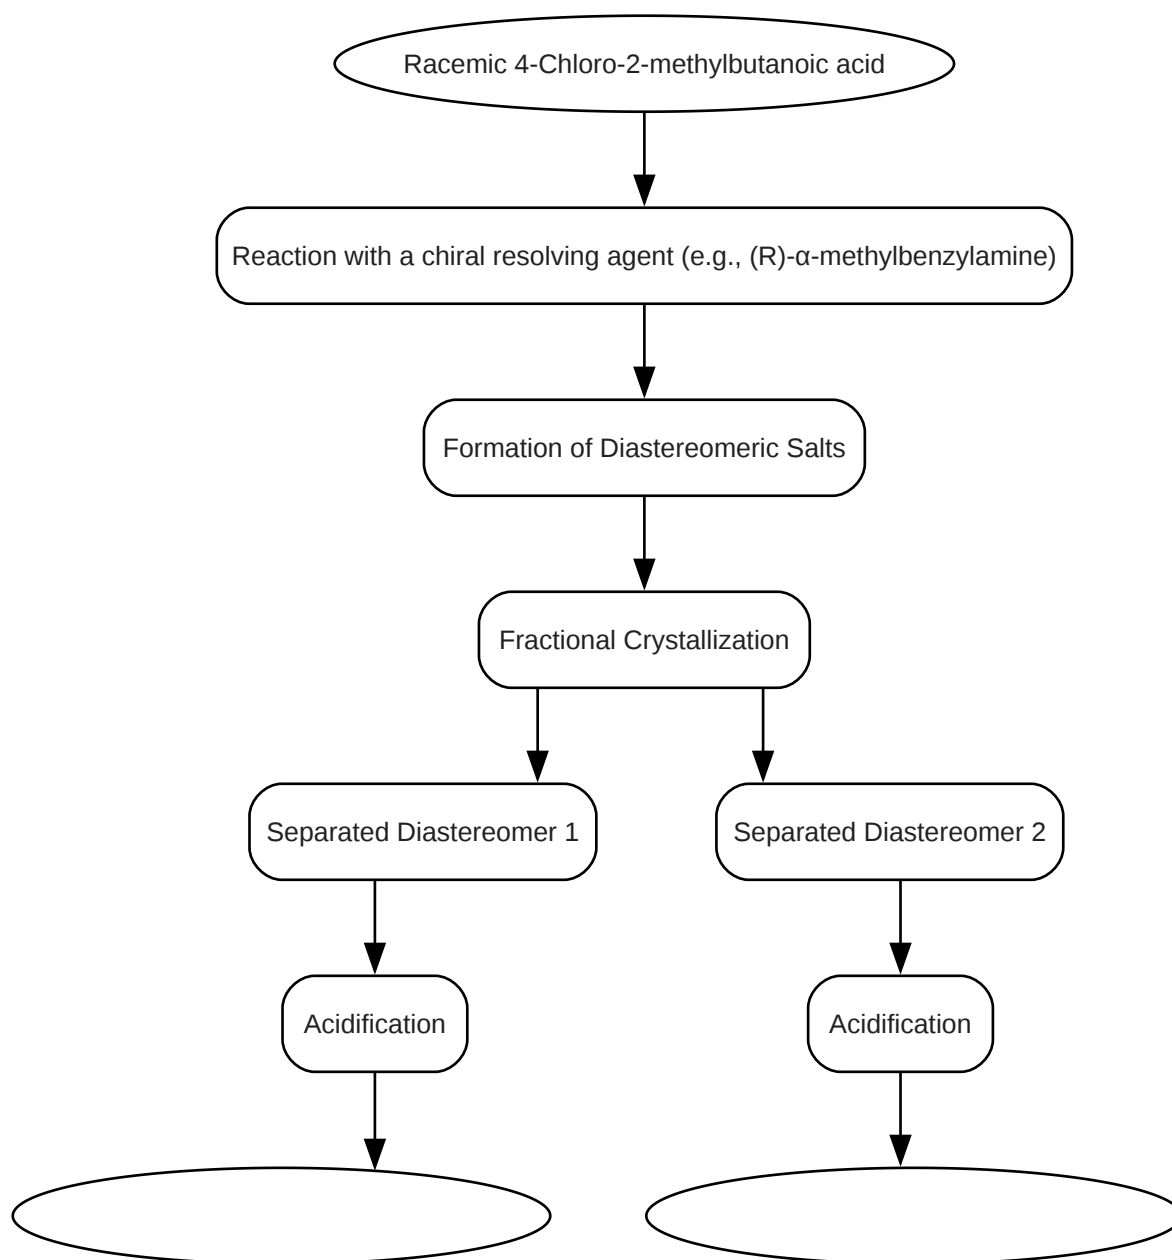 Racemic 4-Chloro-2-methylbutanoic acid
Reaction with a chiral resolving agent (e.g., (R)-α-methylbenzylamine)
Formation of Diastereomeric Salts
Fractional Crystallization
Separated Diastereomer 1
Separated Diastereomer 2
Acidification
Acidification